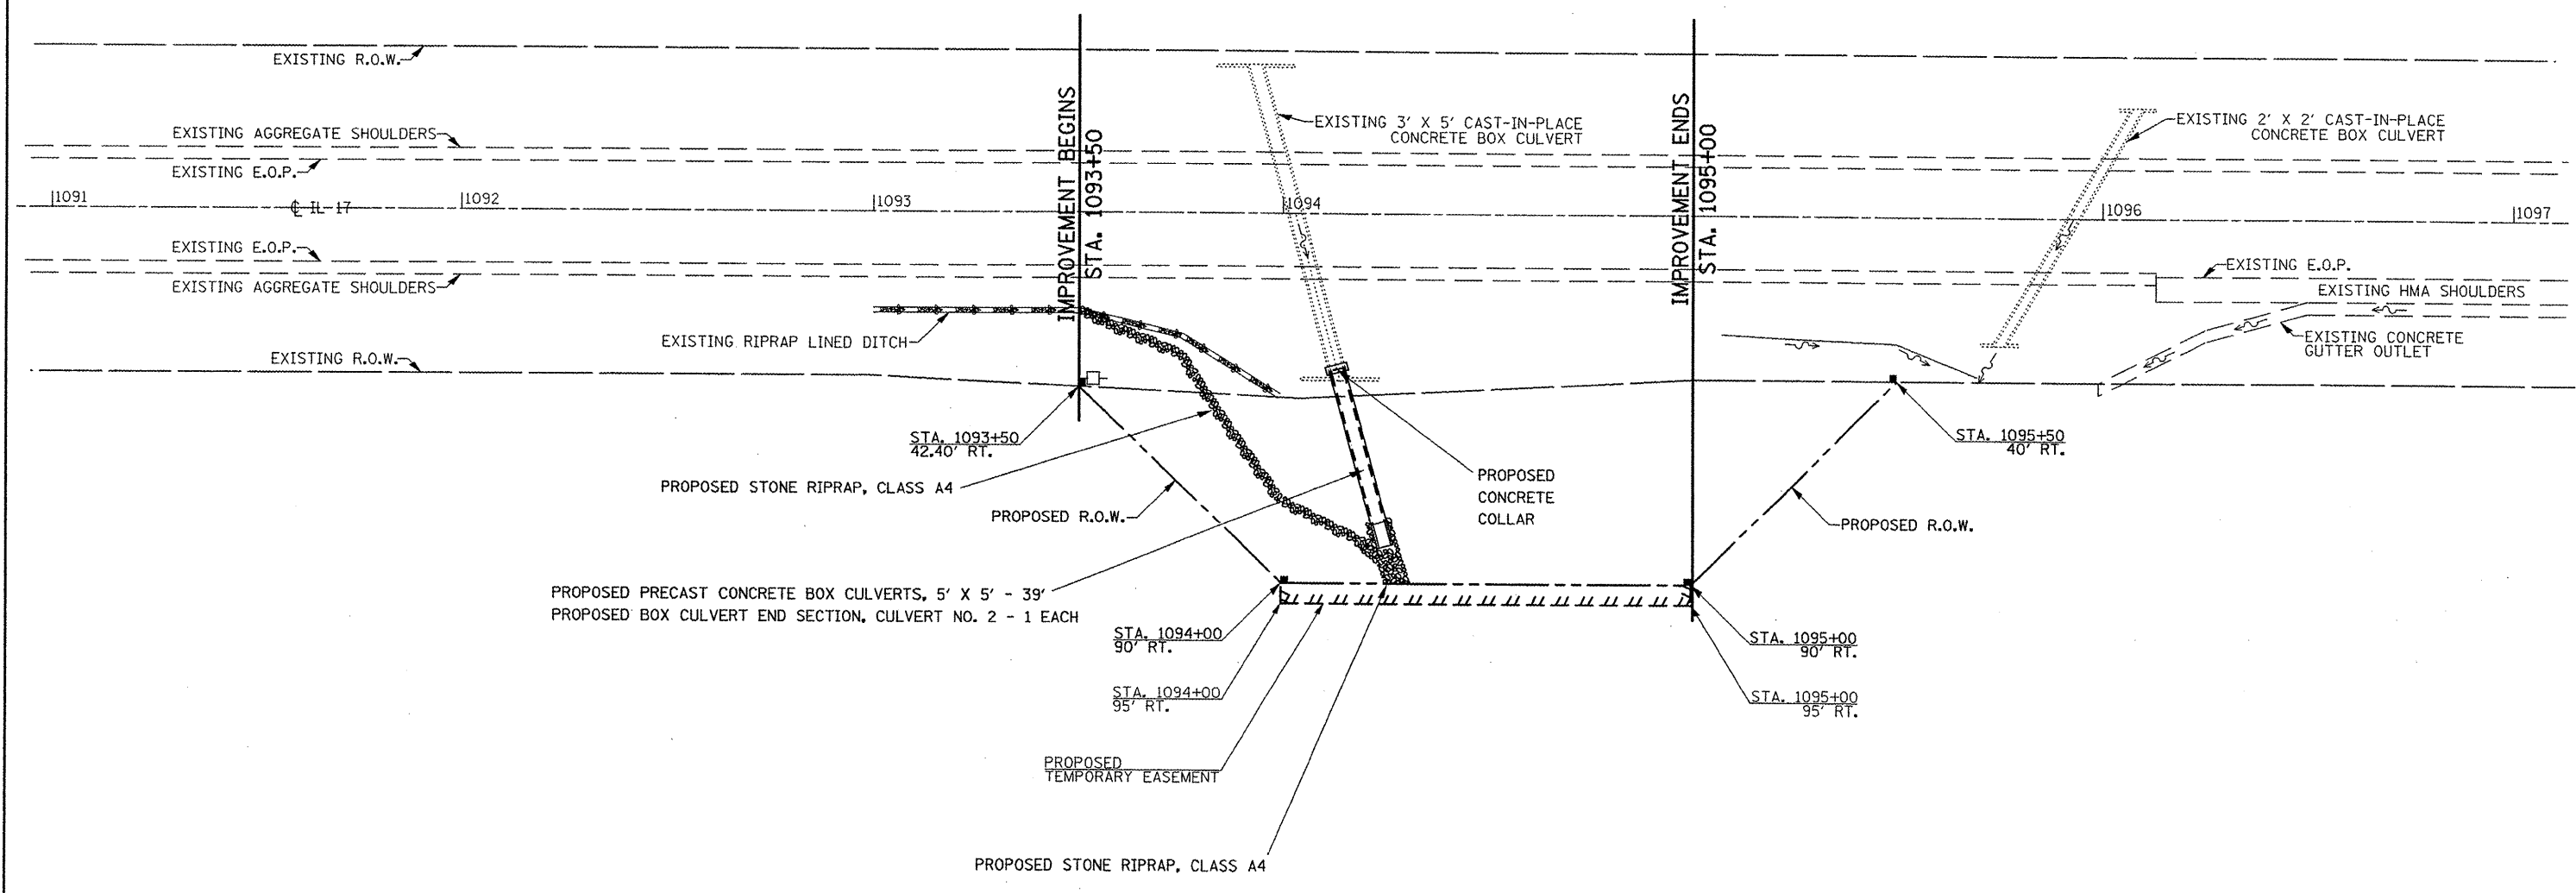 EXISTING R.O.W.
IMPROVEMENT BEGINS
STA. 1093+50
EXISTING 3' X 5' CAST-IN-PLACE
CONCRETE BOX CULVERT
IMPROVEMENT ENDS
STA. 1095+00
EXISTING 2' X 2' CAST-IN-PLACE
CONCRETE BOX CULVERT
EXISTING AGGREGATE SHOULDERS
EXISTING E.O.P.
1091
℄ IL 17
1092
1093
1094
1096
1097
EXISTING E.O.P.
EXISTING AGGREGATE SHOULDERS
EXISTING E.O.P.
EXISTING HMA SHOULDERS
EXISTING CONCRETE
GUTTER OUTLET
EXISTING RIPRAP LINED DITCH
EXISTING R.O.W.
STA. 1093+50
42.40' RT.
STA. 1095+50
40' RT.
PROPOSED STONE RIPRAP, CLASS A4
PROPOSED R.O.W.
PROPOSED
CONCRETE
COLLAR
PROPOSED R.O.W.
PROPOSED PRECAST CONCRETE BOX CULVERTS, 5' X 5' - 39'
PROPOSED BOX CULVERT END SECTION, CULVERT NO. 2 - 1 EACH
STA. 1094+00
90' RT.
STA. 1095+00
90' RT.
STA. 1094+00
95' RT.
STA. 1095+00
95' RT.
PROPOSED
TEMPORARY EASEMENT
PROPOSED STONE RIPRAP, CLASS A4